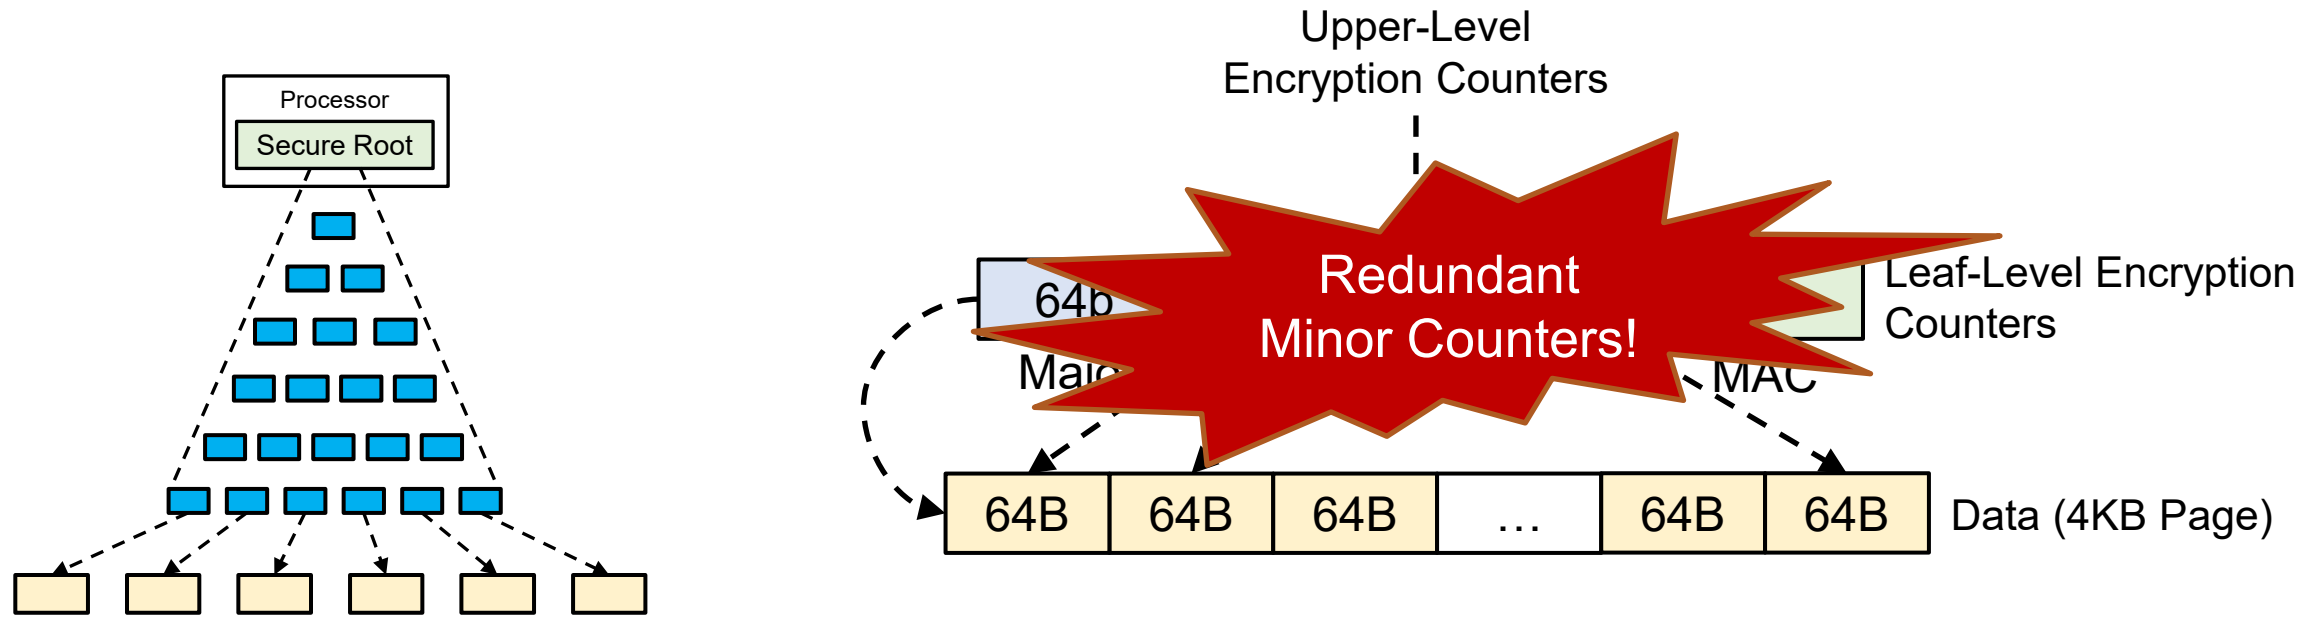 Processor
Secure Root
Upper-Level
Encryption Counters
64b
Redundant
Minor Counters!
Leaf-Level Encryption
Counters
MAC
64B 64B 64B … 64B 64B
Data (4KB Page)